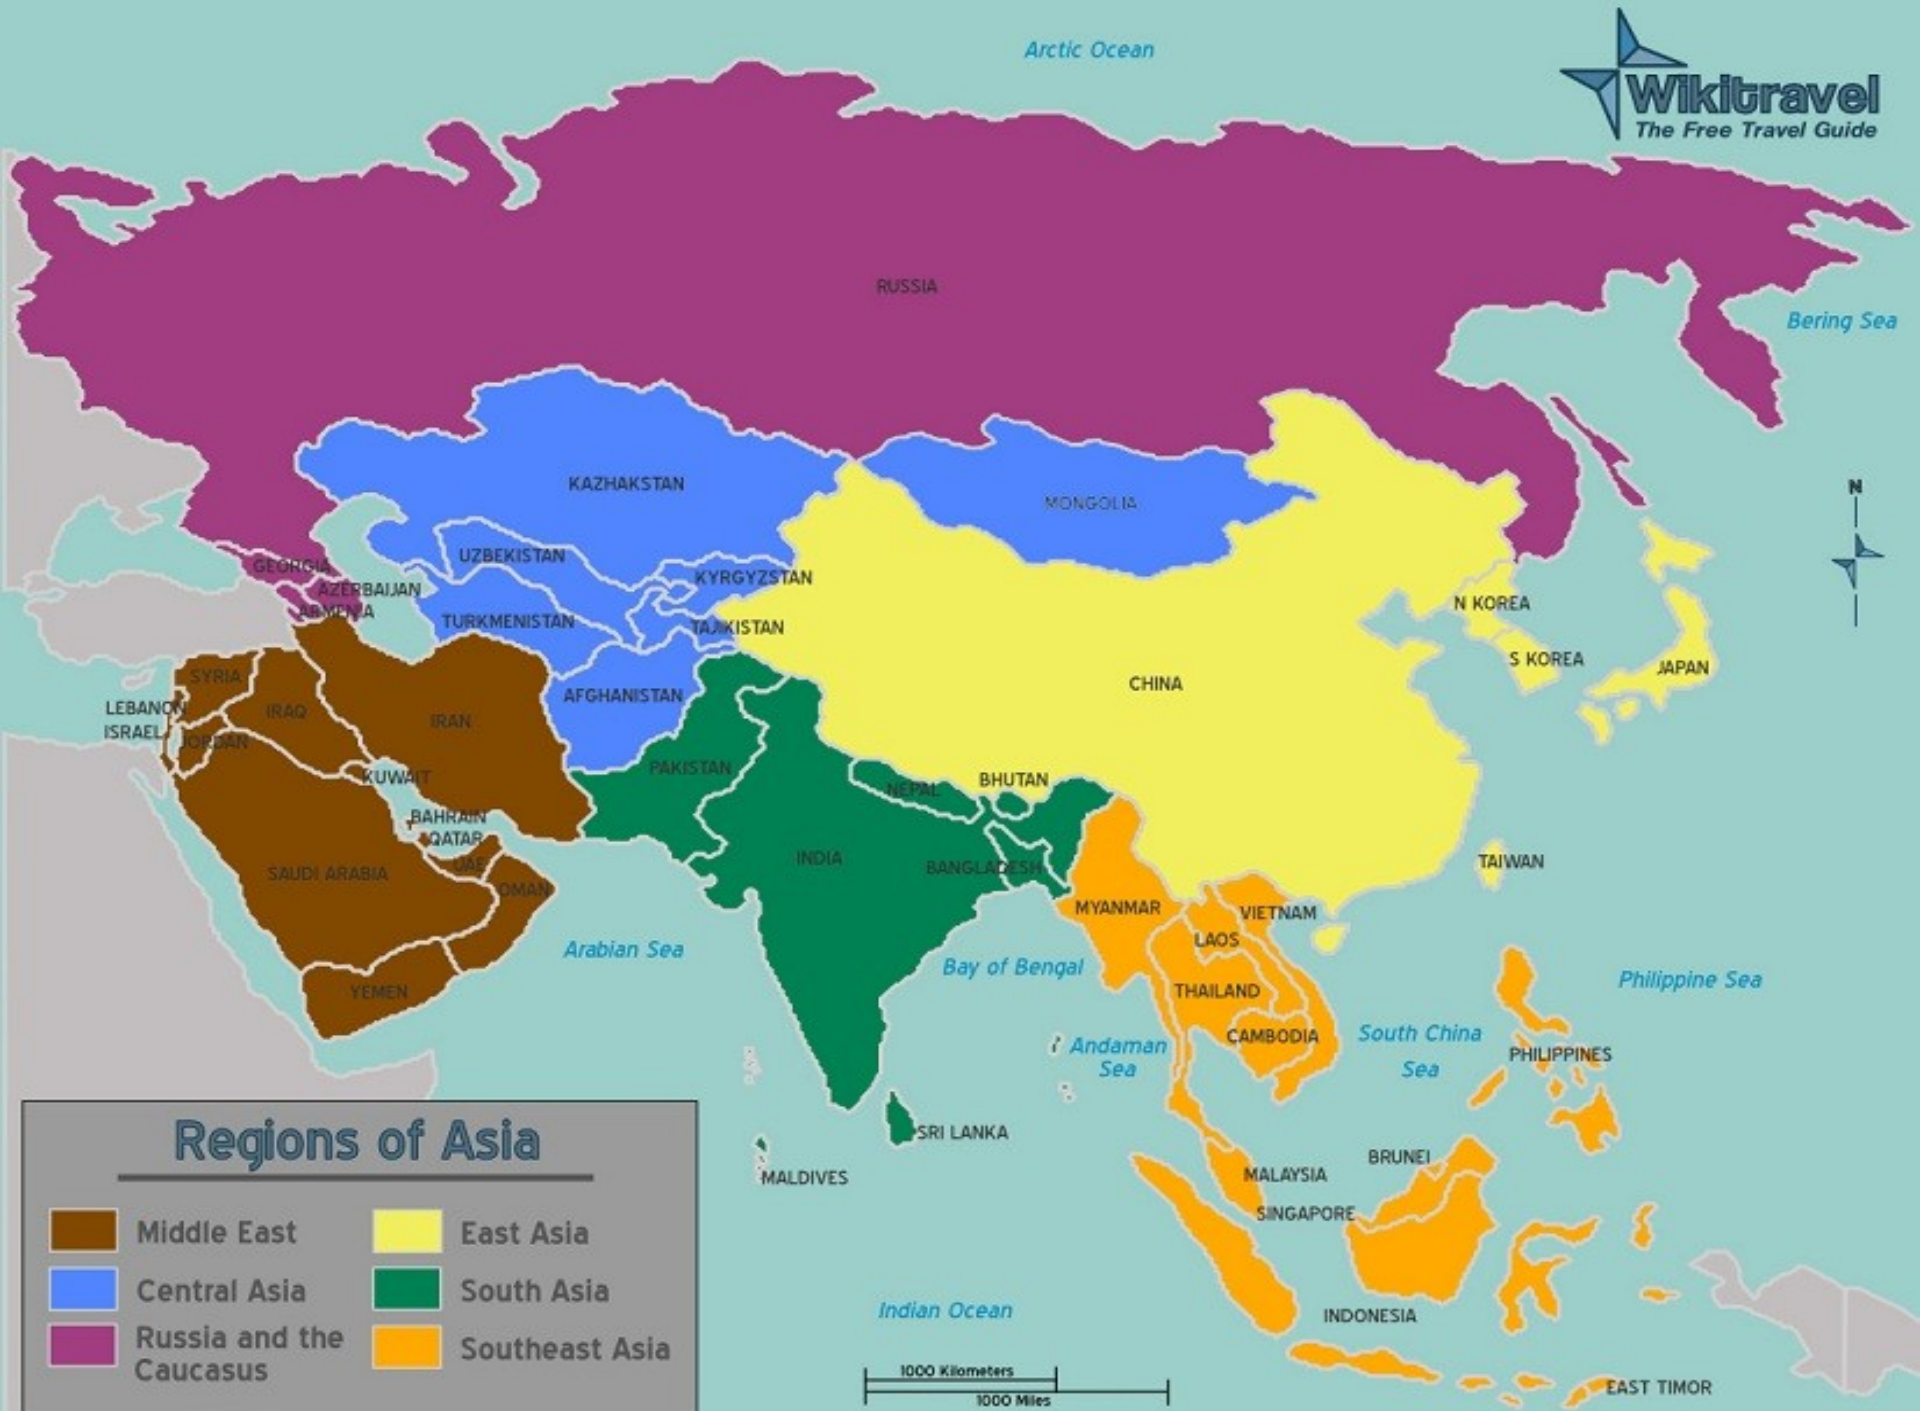 Arctic Ocean
Wikitravel
The Free Travel Guide
RUSSIA
Bering Sea
KAZHAKSTAN
MONGOLIA
N
UZBEKISTAN
KYRGYZSTAN
GEORGIA
AZERBAIJAN
ARMENIA
TURKMENISTAN
TAJIKISTAN
N KOREA
S KOREA
JAPAN
SYRIA
AFGHANISTAN
CHINA
LEBANON
IRAQ
IRAN
ISRAEL
JORDAN
PAKISTAN
KUWAIT
NEPAL
BHUTAN
BAHRAIN
QATAR
UAE
SAUDI ARABIA
INDIA
BANGLADESH
TAIWAN
OMAN
MYANMAR
VIETNAM
LAOS
Arabian Sea
Bay of Bengal
Philippine Sea
YEMEN
THAILAND
CAMBODIA
Andaman
Sea
South China
Sea
PHILIPPINES
SRI LANKA
MALDIVES
BRUNEI
MALAYSIA
SINGAPORE
Indian Ocean
INDONESIA
EAST TIMOR
Regions of Asia
Middle East
East Asia
Central Asia
South Asia
Russia and the
Caucasus
Southeast Asia
1000 Kilometers
1000 Miles